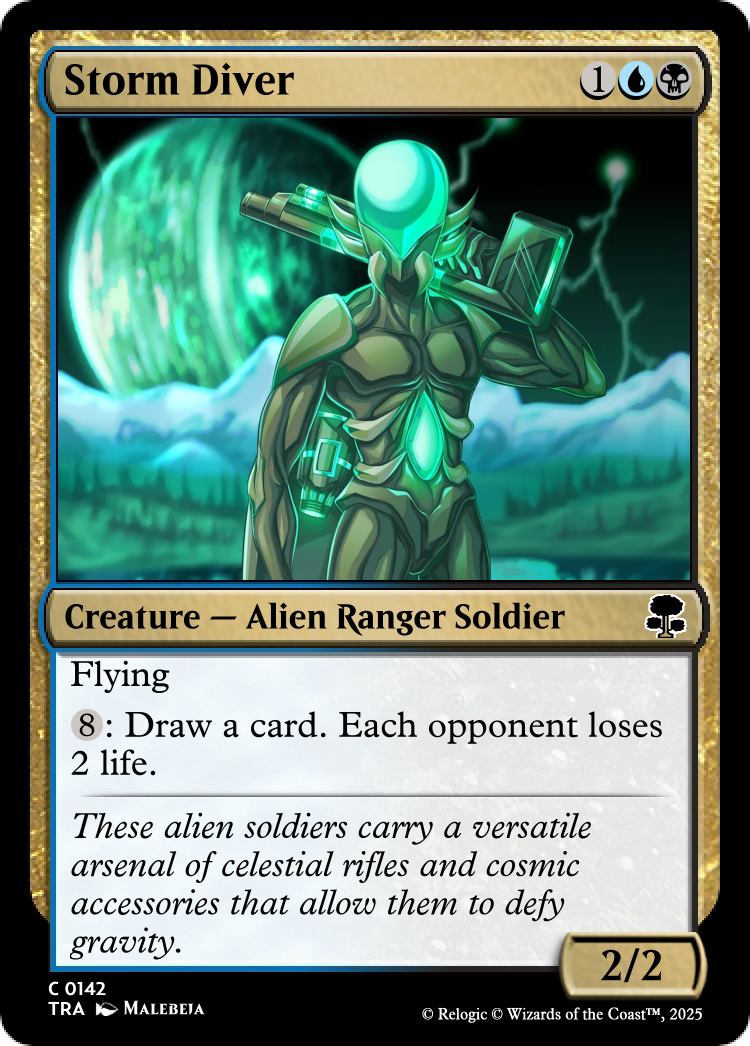 Storm Diver
1
Creature — Alien Ranger Soldier
Flying
8: Draw a card. Each opponent loses
2 life.
These alien soldiers carry a versatile
arsenal of celestial rifles and cosmic
accessories that allow them to defy
gravity.
2/2
C 0142
TRA Malebeja
© Relogic © Wizards of the Coast™, 2025